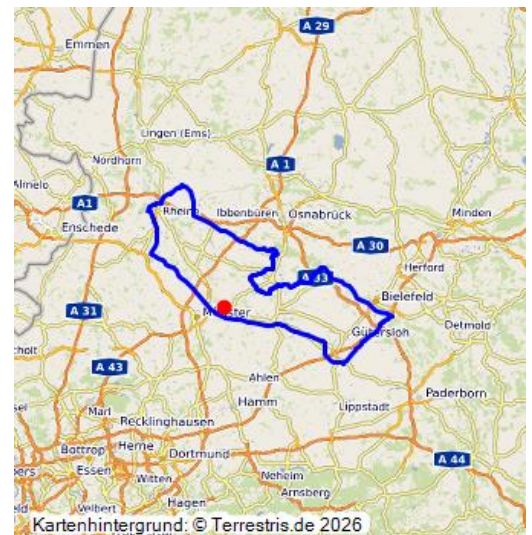 A 29
Emmen
Lingen (Ems)
Nordhorn
A 1
Almelo
A1
Rheine
Ibbenbüren
Osnabrück
Minden
Enschede
A 30
Herford
A 33
A 31
Bielefeld
Münster
Gütersloh
Detmold
A 43
Ahlen
Paderborn
Hamm
Lippstadt
Marl
Recklinghausen
Bottrop
Herne
Dortmund
A 44
Essen
Witten
Neheim
Hagen
Arnsberg
Kartenhintergrund: © Terrestris.de 2026